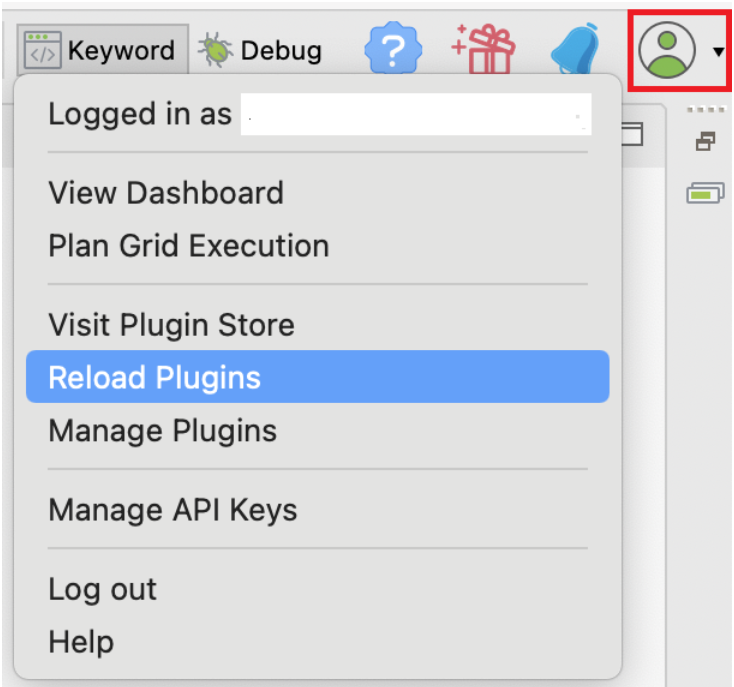 Keyword Debug
Logged in as
View Dashboard
Plan Grid Execution
Visit Plugin Store
Reload Plugins
Manage Plugins
Manage API Keys
Log out
Help